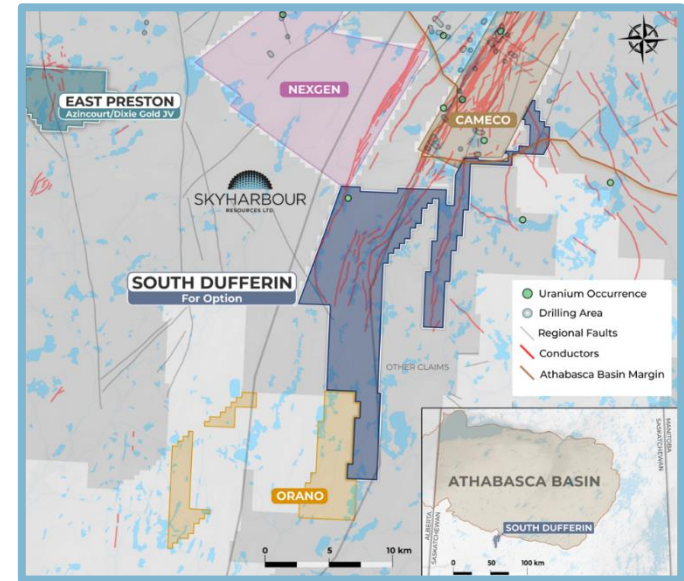 NEXGEN
EAST PRESTON
Azincourt/Dixie Gold JV
CAMECO
SKYHARBOUR
RESOURCES LTD.
SOUTH DUFFERIN
For Option
Uranium Occurrence
Drilling Area
Regional Faults
Conductors
Athabasca Basin Margin
OTHER CLAIMS
ORANO
0 5 10 km
MANITOBA
SASKATCHEWAN
ATHABASCA BASIN
ALBERTA
SASKATCHEWAN
SOUTH DUFFERIN
0 50 100 km